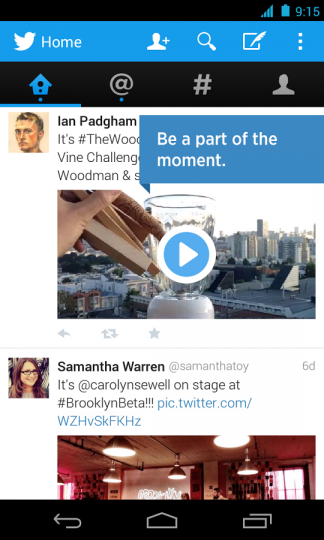 9:15
Home
@
#
Ian Padgham
It's #TheWoo
Vine Challenge
Woodman & s
Be a part of the
moment.
Samantha Warren @samanthatoy 6d
It's @carolynsewell on stage at
#BrooklynBeta!!! pic.twitter.com/
WZHvSkFKHz